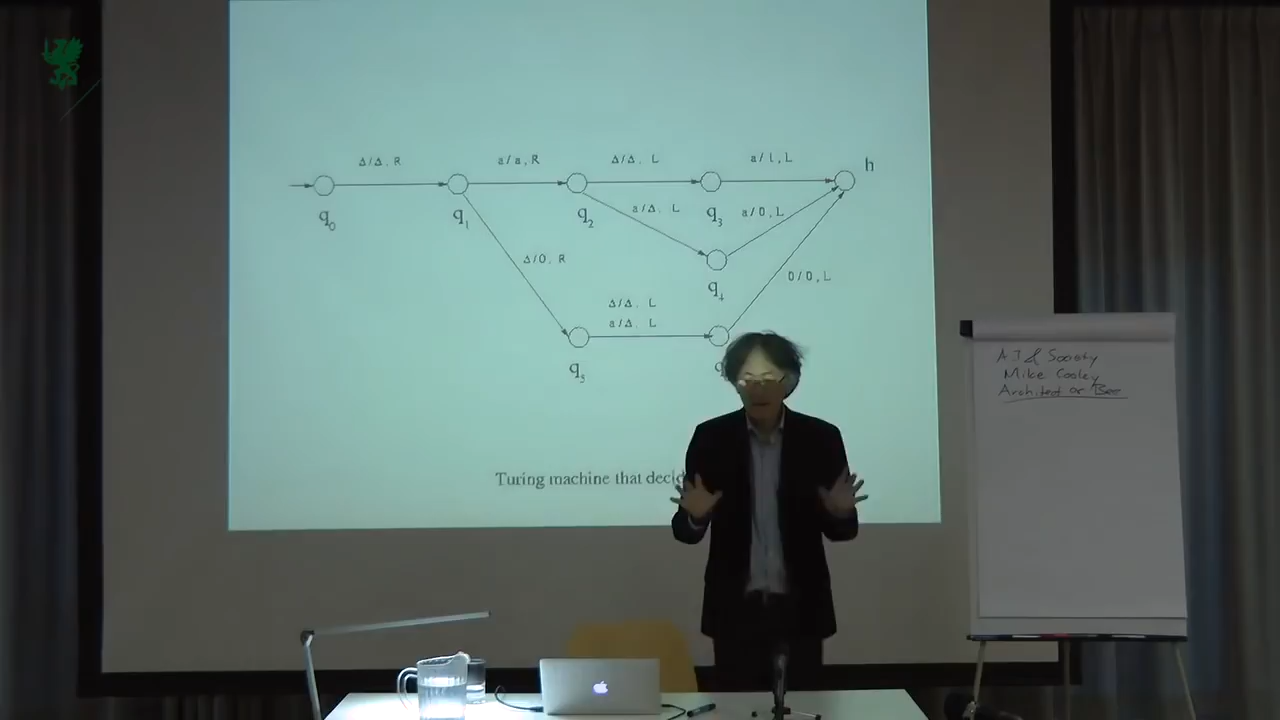 Δ/Δ, R
a/a, R
Δ/Δ, L
a/1, L
h
q0
q1
q2
a/Δ, L
q3
a/0, L
Δ/0, R
q4
0/0, L
Δ/Δ, L
a/Δ, L
q5
q
Turing machine that decid
AI & Society
Mike Cooley
Architect or Bee